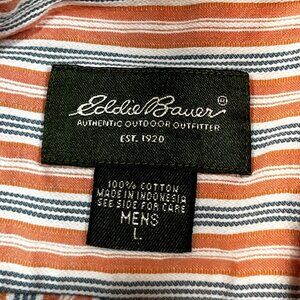 Eddie Bauer ®
AUTHENTIC OUTDOOR OUTFITTER
EST. 1920
100% COTTON
MADE IN INDONESIA
SEE SIDE FOR CARE
MENS
L